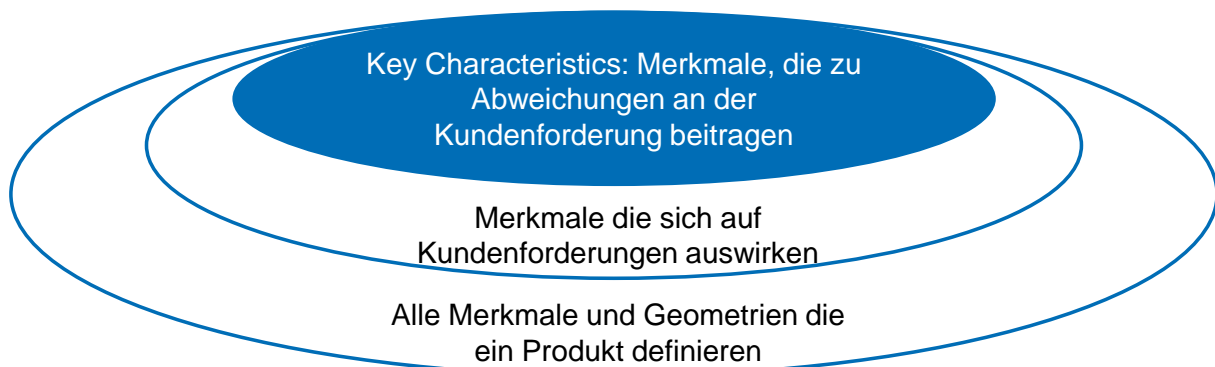 Key Characteristics: Merkmale, die zu
Abweichungen an der
Kundenforderung beitragen
Merkmale die sich auf
Kundenforderungen auswirken
Alle Merkmale und Geometrien die
ein Produkt definieren